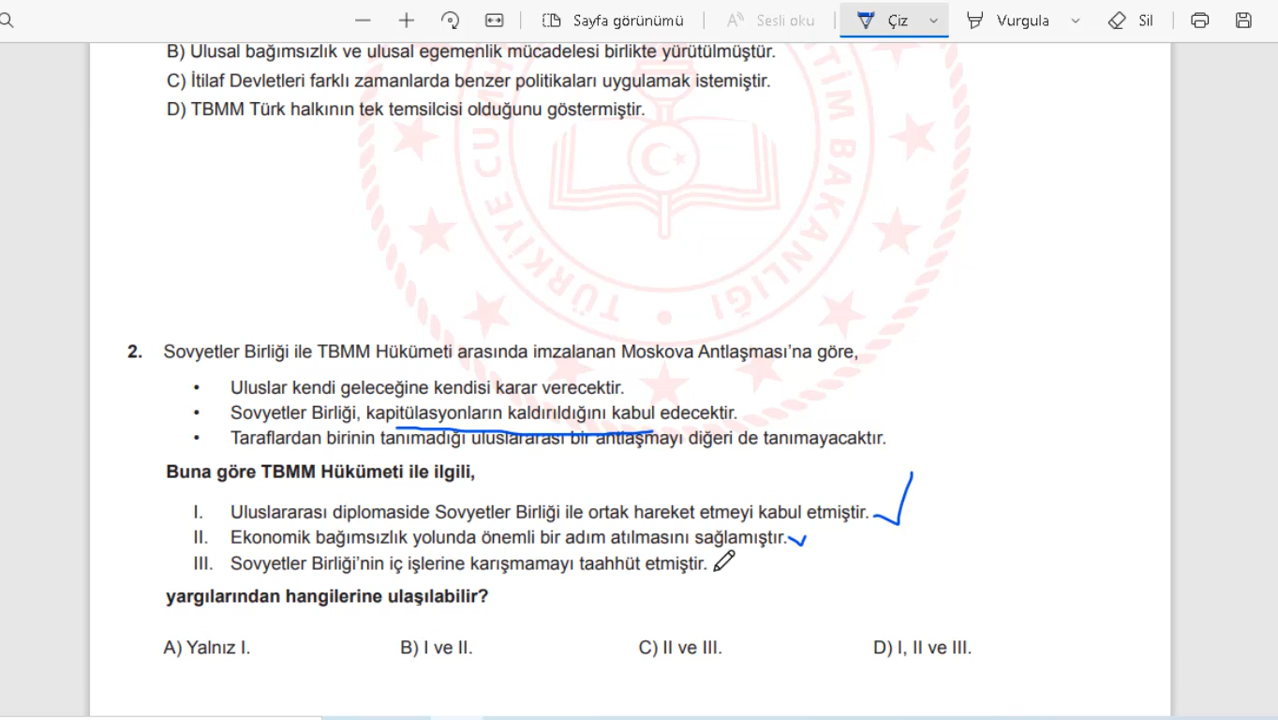 Sayfa görünümü
Sesli oku
Çiz
Vurgula
Sil
B) Ulusal bağımsızlık ve ulusal egemenlik mücadelesi birlikte yürütülmüştür.
C) İtilaf Devletleri farklı zamanlarda benzer politikaları uygulamak istemiştir.
D) TBMM Türk halkının tek temsilcisi olduğunu göstermiştir.
TÜRKİYE CUMHU
İTİM BAKANLIĞI
2. Sovyetler Birliği ile TBMM Hükümeti arasında imzalanan Moskova Antlaşması'na göre,
• Uluslar kendi geleceğine kendisi karar verecektir.
• Sovyetler Birliği, kapitülasyonların kaldırıldığını kabul edecektir.
• Taraflardan birinin tanımadığı uluslararası bir antlaşmayı diğeri de tanımayacaktır.
Buna göre TBMM Hükümeti ile ilgili,
I. Uluslararası diplomaside Sovyetler Birliği ile ortak hareket etmeyi kabul etmiştir.
II. Ekonomik bağımsızlık yolunda önemli bir adım atılmasını sağlamıştır.
III. Sovyetler Birliği'nin iç işlerine karışmamayı taahhüt etmiştir.
yargılarından hangilerine ulaşılabilir?
A) Yalnız I. B) I ve II. C) II ve III. D) I, II ve III.